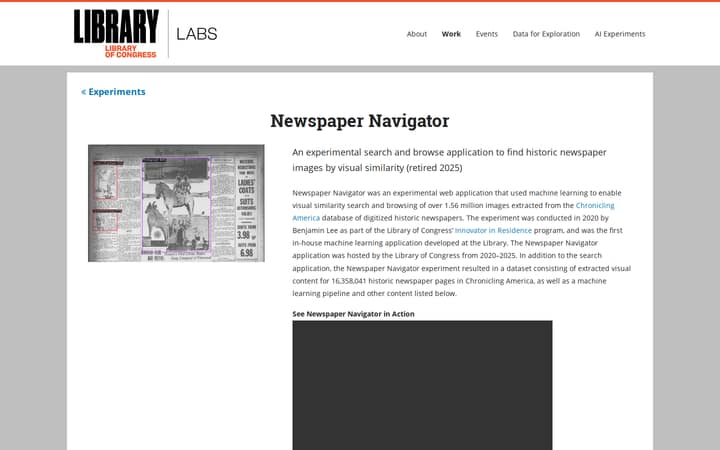 LIBRARY
LIBRARY
OF CONGRESS
LABS
About Work Events Data for Exploration AI Experiments
« Experiments
Newspaper Navigator
An experimental search and browse application to find historic newspaper
images by visual similarity (retired 2025)
Newspaper Navigator was an experimental web application that used machine learning to enable
visual similarity search and browsing of over 1.56 million images extracted from the Chronicling
America database of digitized historic newspapers. The experiment was conducted in 2020 by
Benjamin Lee as part of the Library of Congress' Innovator in Residence program, and was the first
in-house machine learning application developed at the Library. The Newspaper Navigator
application was hosted by the Library of Congress from 2020–2025. In addition to the search
application, the Newspaper Navigator experiment resulted in a dataset consisting of extracted visual
content for 16,358,041 historic newspaper pages in Chronicling America, as well as a machine
learning pipeline and other content listed below.
See Newspaper Navigator in Action
LADIES'
COATS
SUITS
3.98
6.98